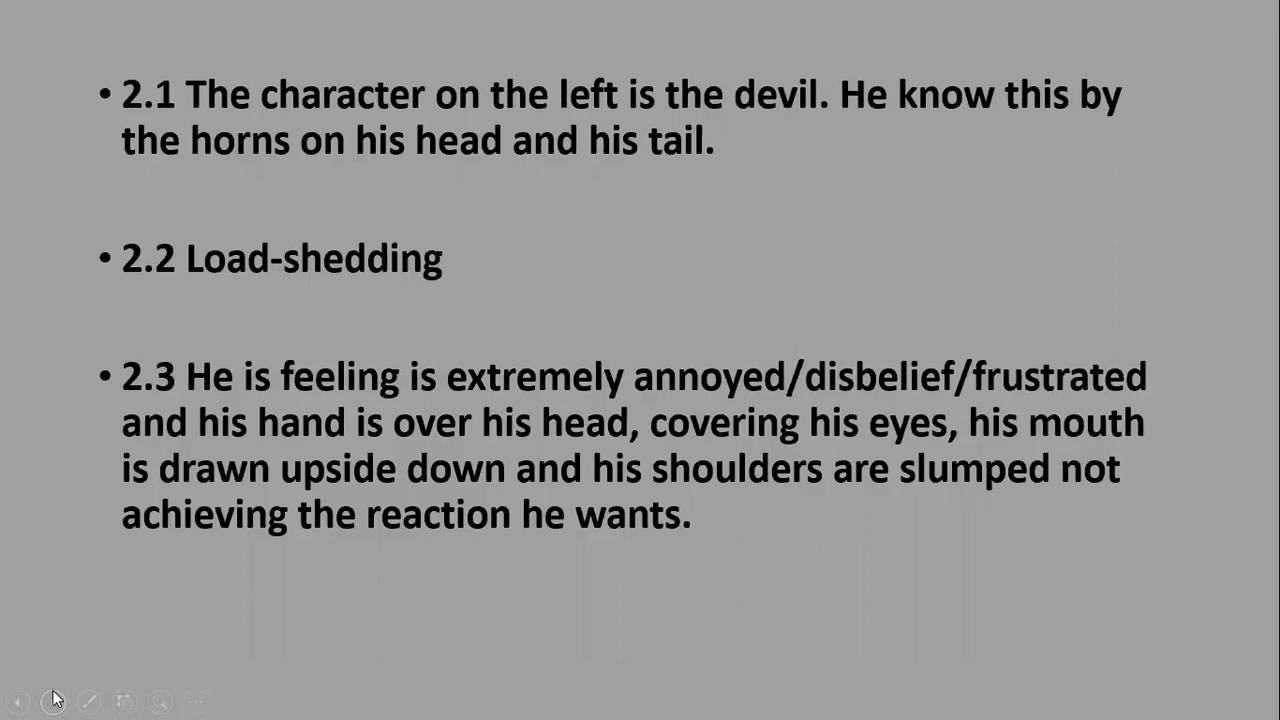 • 2.1 The character on the left is the devil. He know this by
the horns on his head and his tail.
• 2.2 Load-shedding
• 2.3 He is feeling is extremely annoyed/disbelief/frustrated
and his hand is over his head, covering his eyes, his mouth
is drawn upside down and his shoulders are slumped not
achieving the reaction he wants.